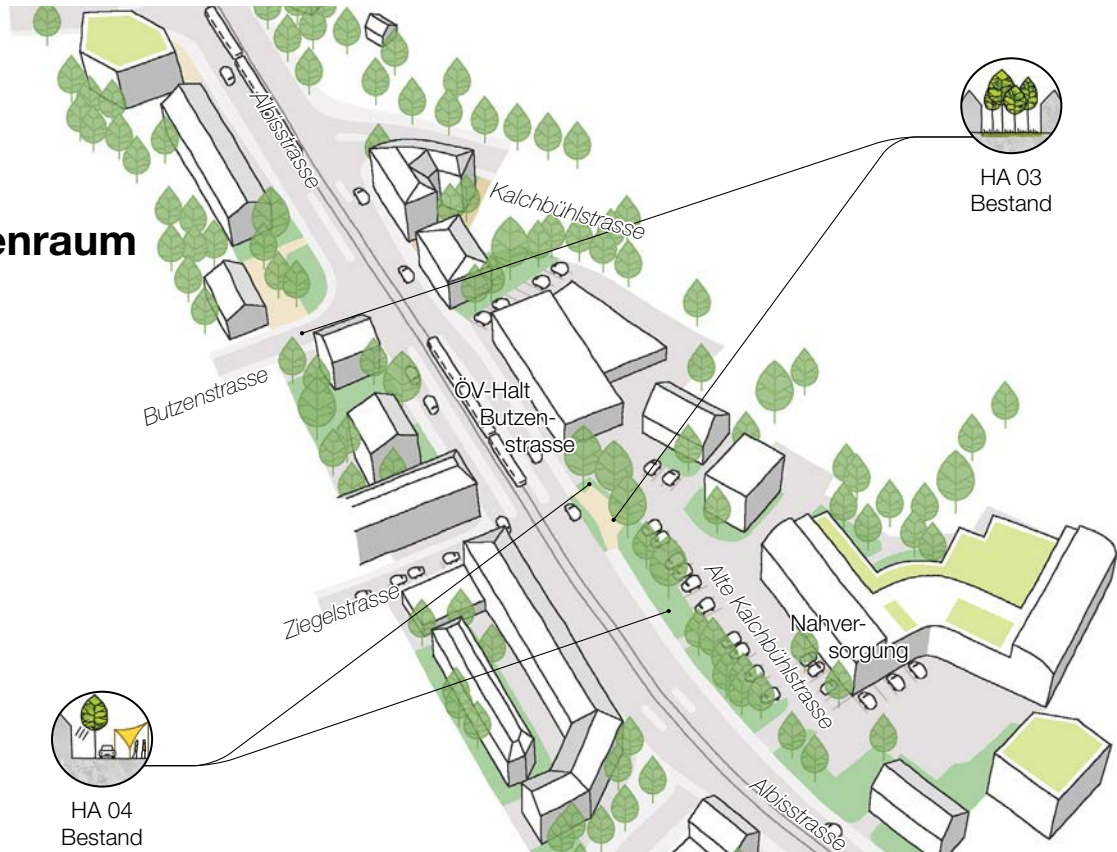 Albisstrasse
HA 03
Bestand
Kalchbühlstrasse
enraum
Butzenstrasse
ÖV-Halt
Butzen-
strasse
Alte Kalchbühlstrasse
Ziegelstrasse
Nahver-
sorgung
Albisstrasse
HA 04
Bestand